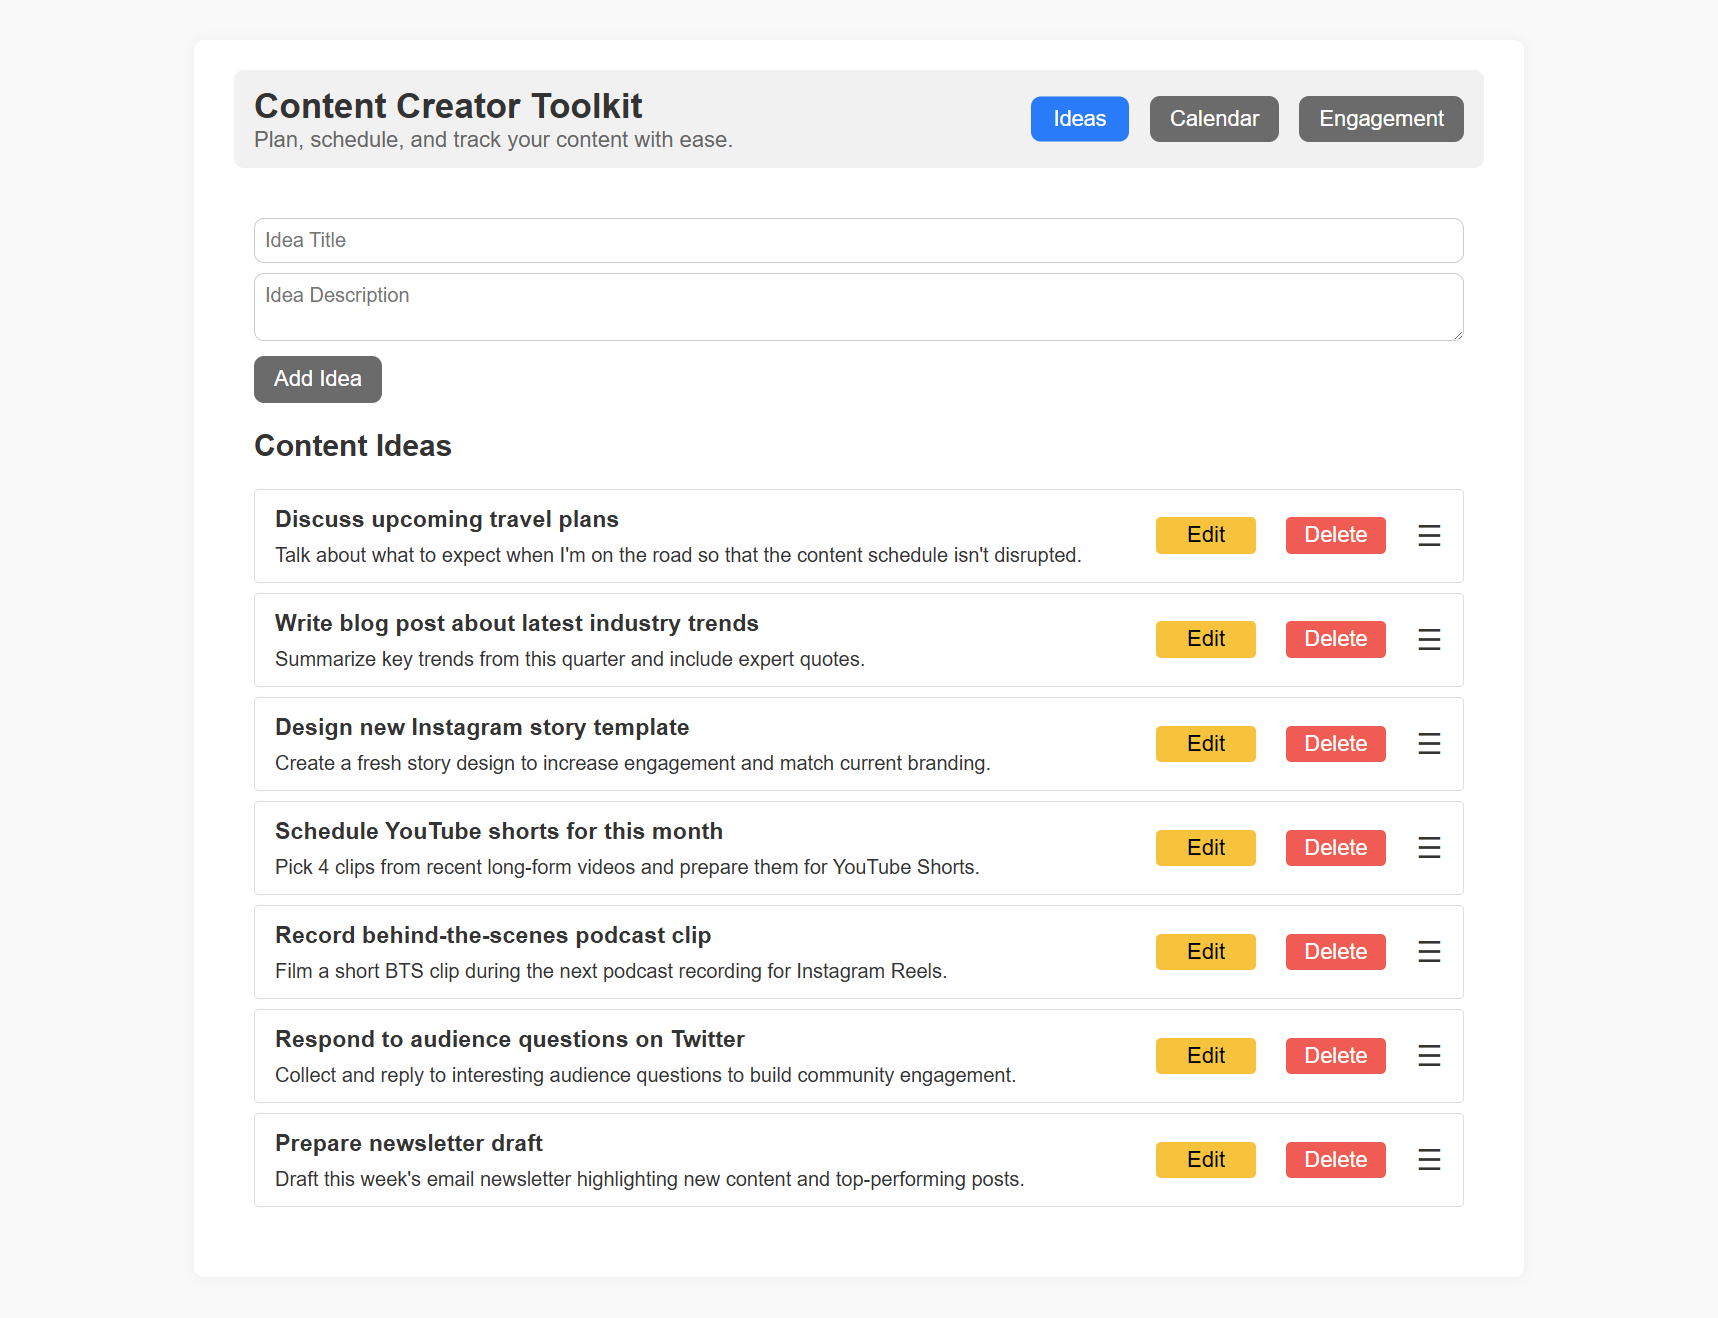 Content Creator Toolkit
Plan, schedule, and track your content with ease.
Ideas
Calendar
Engagement
Idea Title
Idea Description
Add Idea
Content Ideas
Discuss upcoming travel plans
Talk about what to expect when I'm on the road so that the content schedule isn't disrupted.
Edit
Delete
Write blog post about latest industry trends
Summarize key trends from this quarter and include expert quotes.
Edit
Delete
Design new Instagram story template
Create a fresh story design to increase engagement and match current branding.
Edit
Delete
Schedule YouTube shorts for this month
Pick 4 clips from recent long-form videos and prepare them for YouTube Shorts.
Edit
Delete
Record behind-the-scenes podcast clip
Film a short BTS clip during the next podcast recording for Instagram Reels.
Edit
Delete
Respond to audience questions on Twitter
Collect and reply to interesting audience questions to build community engagement.
Edit
Delete
Prepare newsletter draft
Draft this week's email newsletter highlighting new content and top-performing posts.
Edit
Delete